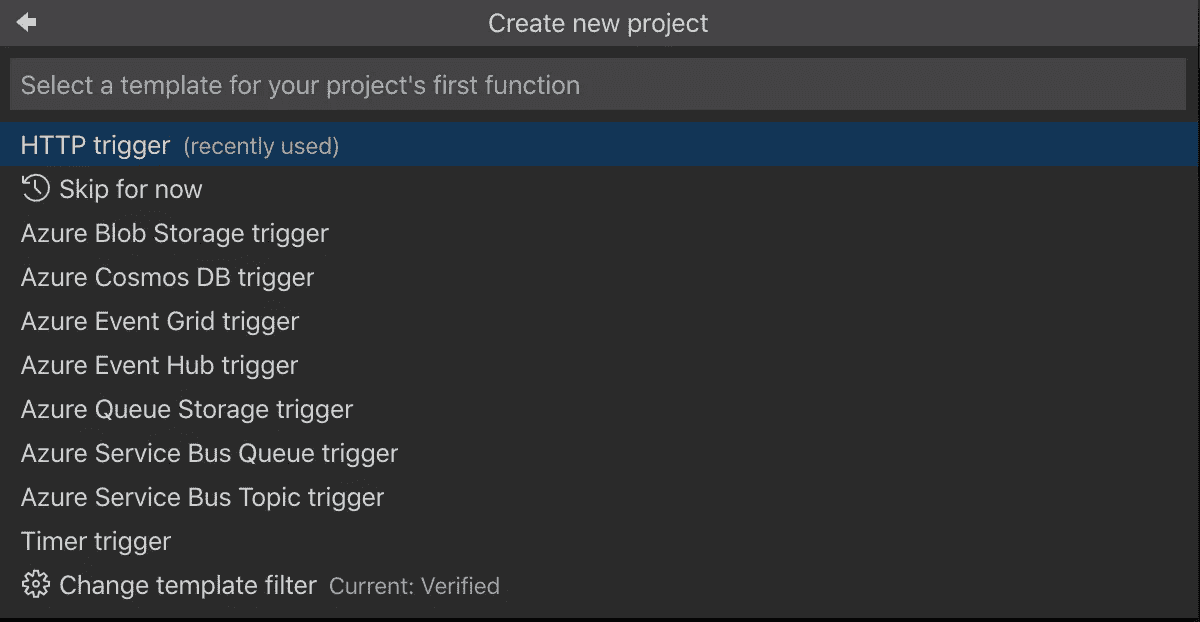 Create new project
Select a template for your project's first function
HTTP trigger (recently used)
Skip for now
Azure Blob Storage trigger
Azure Cosmos DB trigger
Azure Event Grid trigger
Azure Event Hub trigger
Azure Queue Storage trigger
Azure Service Bus Queue trigger
Azure Service Bus Topic trigger
Timer trigger
Change template filter Current: Verified